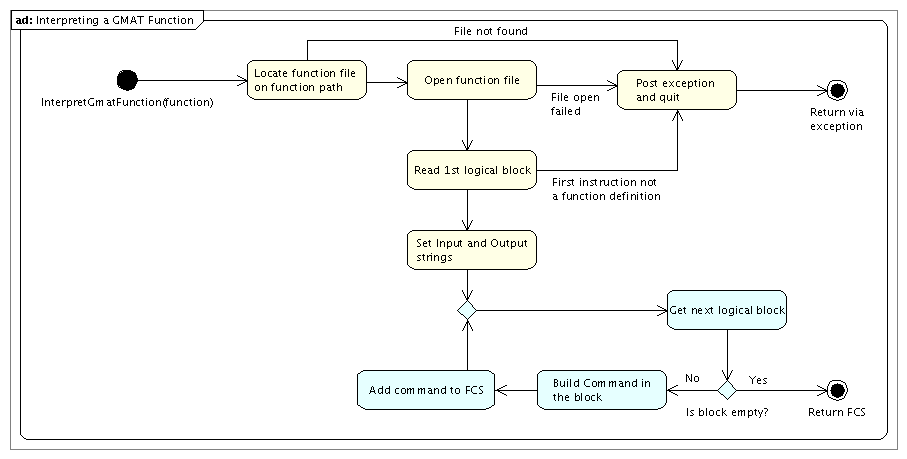 ad: Interpreting a GMAT Function
File not found
Locate function file
on function path
Open function file
Post exception
and quit
InterpretGmatFunction(function)
File open
failed
Return via
exception
Read 1st logical block
First instruction not
a function definition
Set Input and Output
strings
Get next logical block
No
Yes
Add command to FCS
Build Command in
the block
Is block empty?
Return FCS